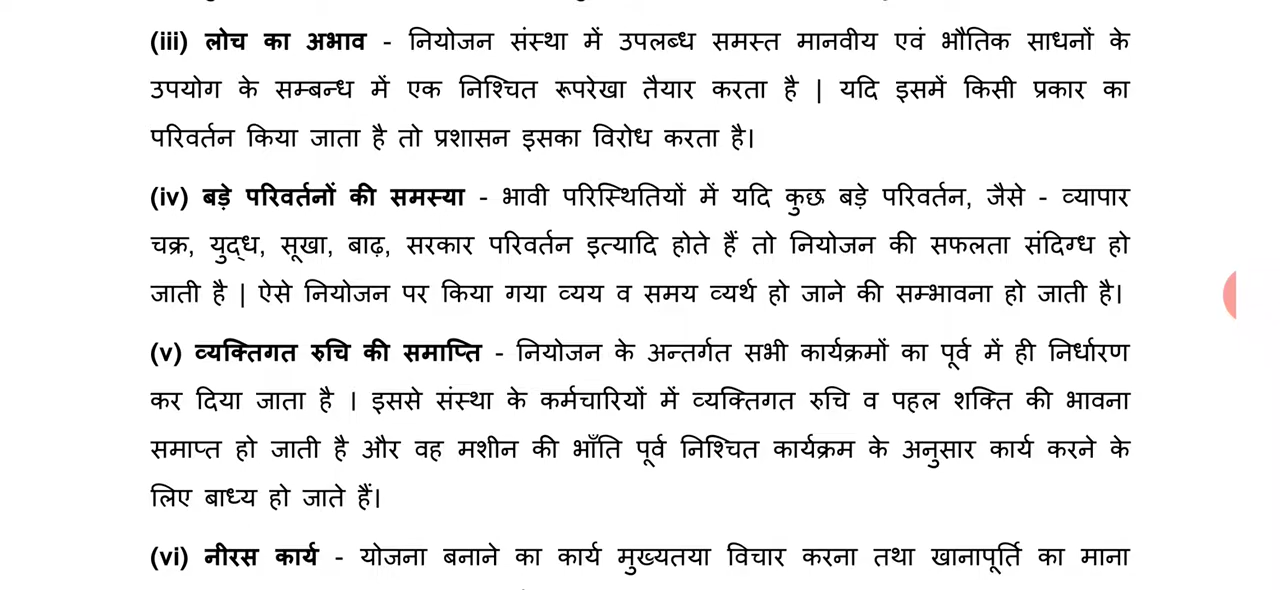 (iii) लोच का अभाव - नियोजन संस्था में उपलब्ध समस्त मानवीय एवं भौतिक साधनों के
उपयोग के सम्बन्ध में एक निश्चित रूपरेखा तैयार करता है | यदि इसमें किसी प्रकार का
परिवर्तन किया जाता है तो प्रशासन इसका विरोध करता है।
(iv) बड़े परिवर्तनों की समस्या - भावी परिस्थितियों में यदि कुछ बड़े परिवर्तन, जैसे - व्यापार
चक्र, युद्ध, सूखा, बाढ़, सरकार परिवर्तन इत्यादि होते हैं तो नियोजन की सफलता संदिग्ध हो
जाती है | ऐसे नियोजन पर किया गया व्यय व समय व्यर्थ हो जाने की सम्भावना हो जाती है।
(v) व्यक्तिगत रुचि की समाप्ति - नियोजन के अन्तर्गत सभी कार्यक्रमों का पूर्व में ही निर्धारण
कर दिया जाता है । इससे संस्था के कर्मचारियों में व्यक्तिगत रुचि व पहल शक्ति की भावना
समाप्त हो जाती है और वह मशीन की भाँति पूर्व निश्चित कार्यक्रम के अनुसार कार्य करने के
लिए बाध्य हो जाते हैं।
(vi) नीरस कार्य - योजना बनाने का कार्य मुख्यतया विचार करना तथा खानापूर्ति का माना